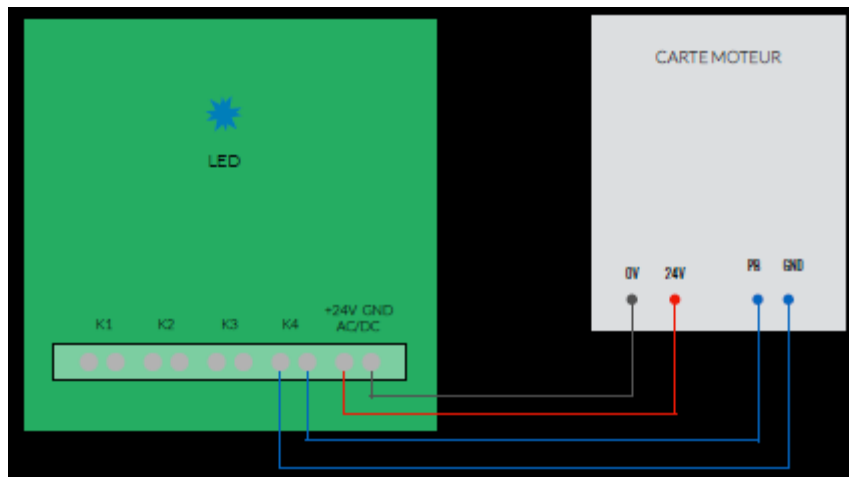 CARTE MOTEUR
LED
0V 24V PB GND
+24V GND
K1 K2 K3 K4 AC/DC